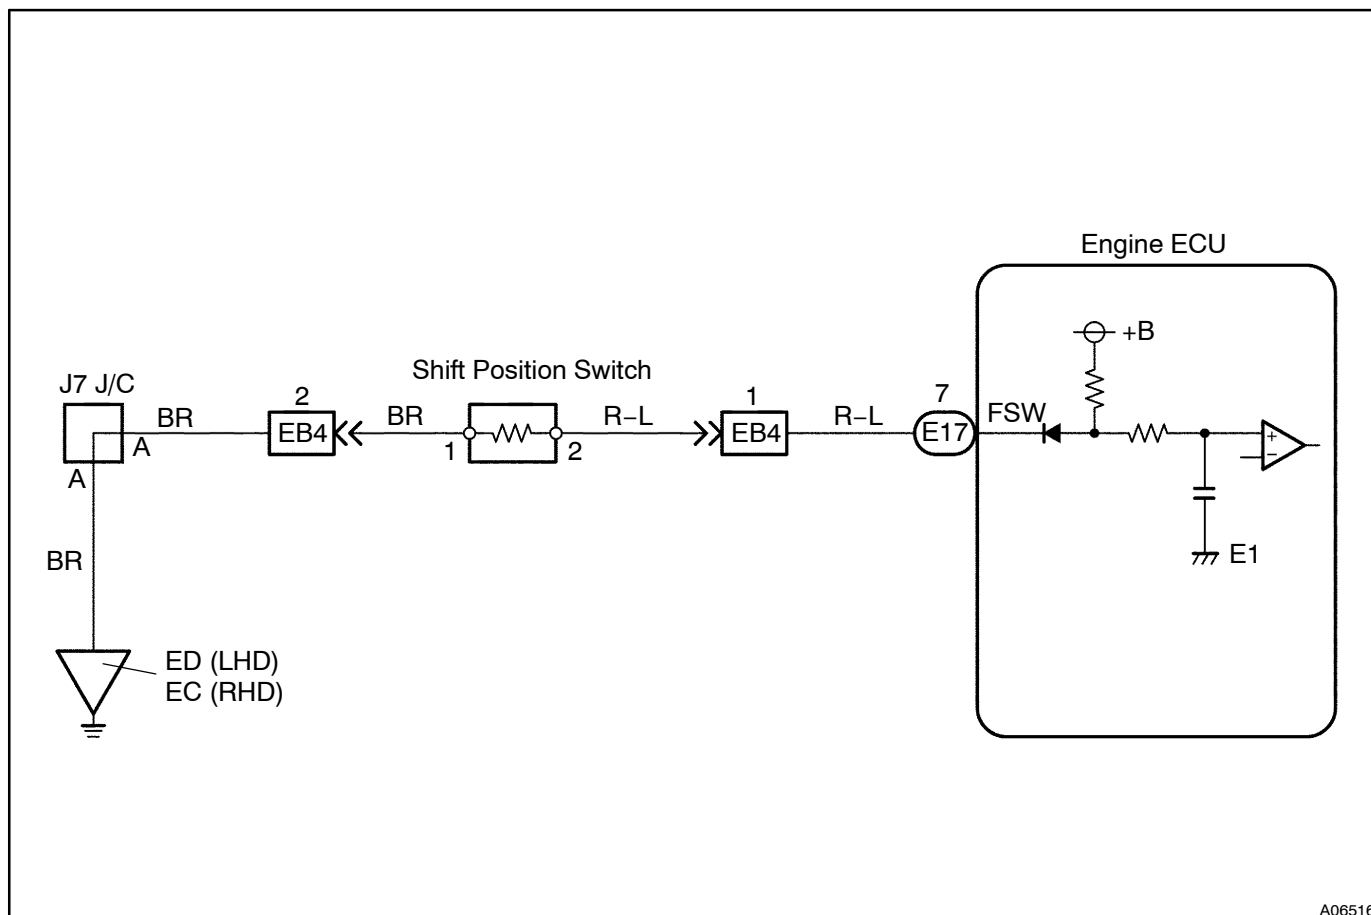 Engine ECU
+B
J7 J/C
Shift Position Switch
BR
A
A
2
EB4
BR
1
2
R–L
1
EB4
R–L
7
E17
FSW
+
−
E1
BR
ED (LHD)
EC (RHD)
A06516